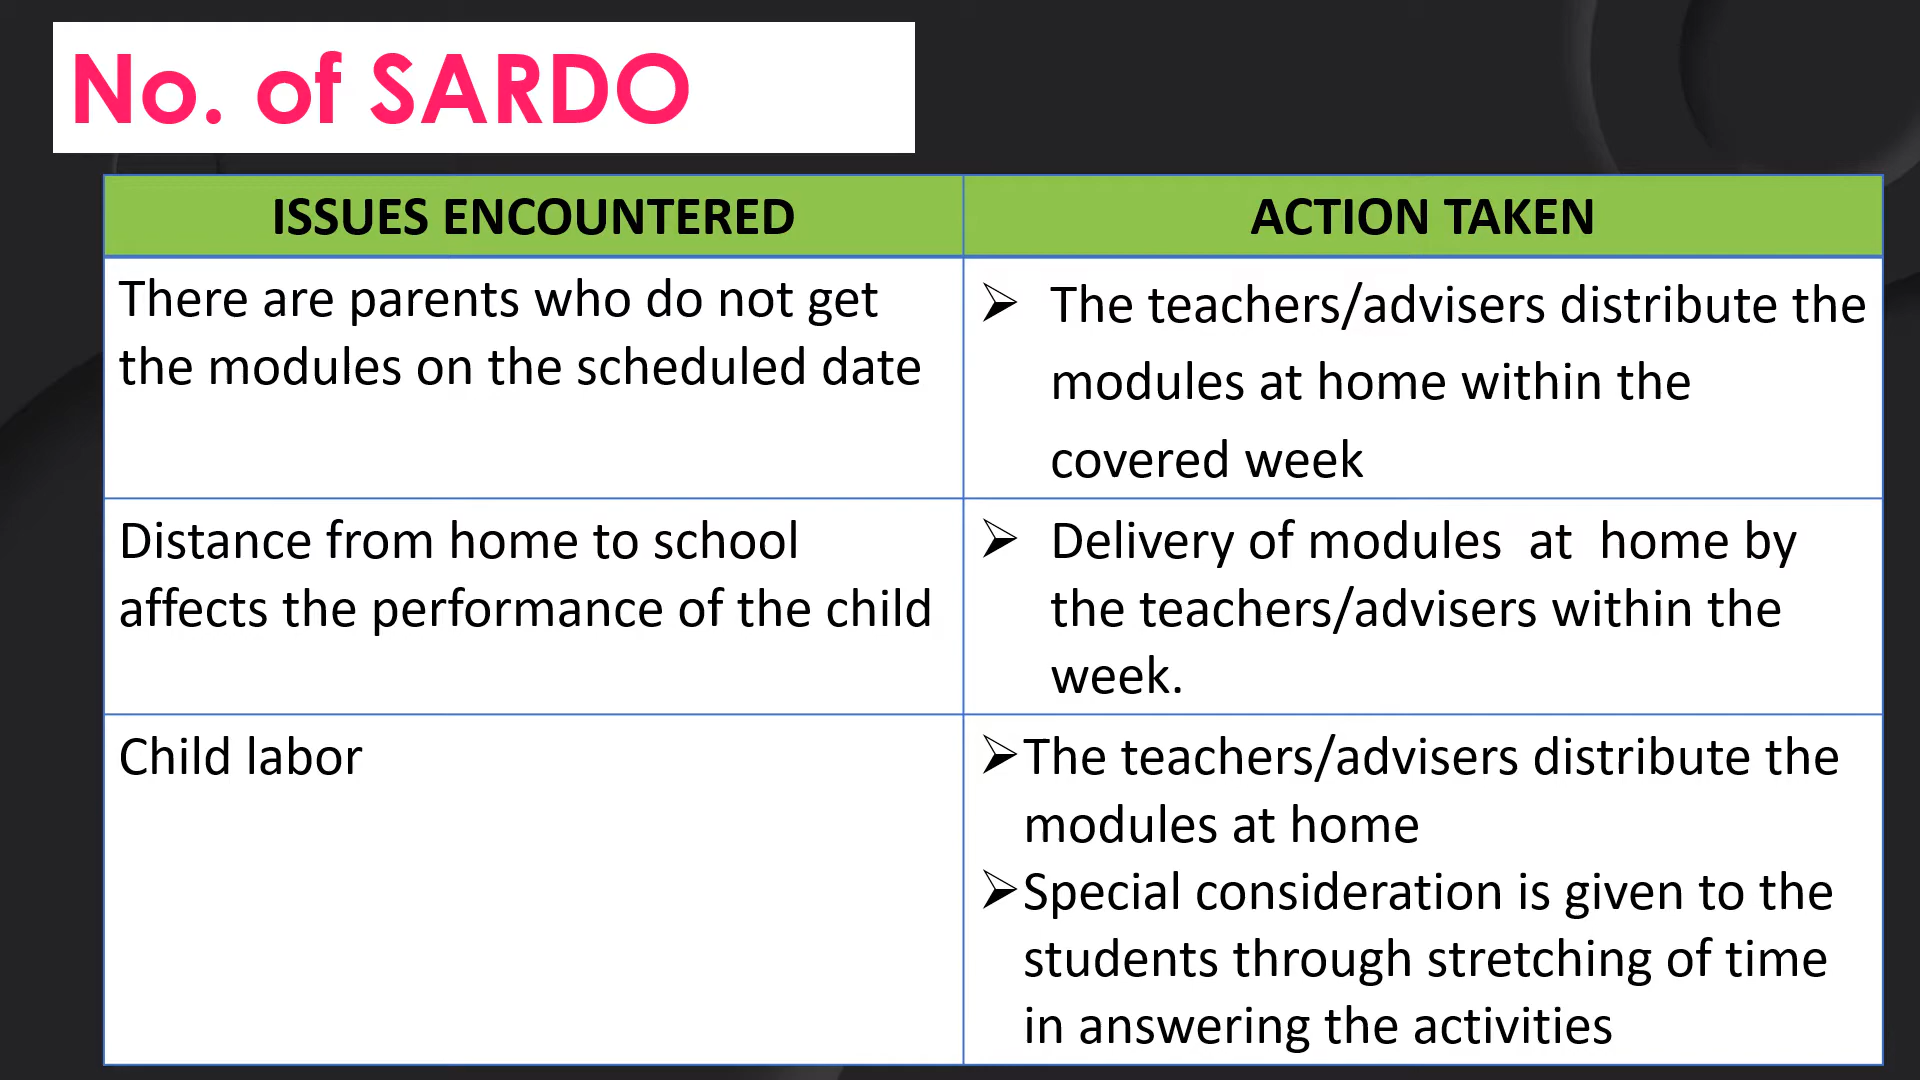 No. of SARDO
ISSUES ENCOUNTERED
ACTION TAKEN
There are parents who do not get
the modules on the scheduled date
➢ The teachers/advisers distribute the
modules at home within the
covered week
Distance from home to school
affects the performance of the child
➢ Delivery of modules  at  home by
the teachers/advisers within the
week.
Child labor
➢The teachers/advisers distribute the
modules at home
➢Special consideration is given to the
students through stretching of time
in answering the activities